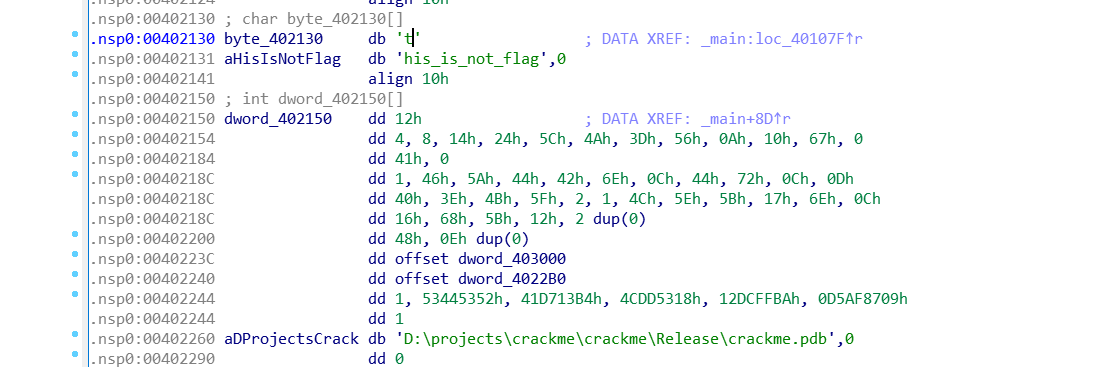 .nsp0:00402124 align 10h
.nsp0:00402130 ; char byte_402130[]
.nsp0:00402130 byte_402130 db 't' ; DATA XREF: _main:loc_40107F↑r
.nsp0:00402131 aHisIsNotFlag db 'his_is_not_flag',0
.nsp0:00402141 align 10h
.nsp0:00402150 ; int dword_402150[]
.nsp0:00402150 dword_402150 dd 12h ; DATA XREF: _main+8D↑r
.nsp0:00402154 dd 4, 8, 14h, 24h, 5Ch, 4Ah, 3Dh, 56h, 0Ah, 10h, 67h, 0
.nsp0:00402184 dd 41h, 0
.nsp0:0040218C dd 1, 46h, 5Ah, 44h, 42h, 6Eh, 0Ch, 44h, 72h, 0Ch, 0Dh
.nsp0:0040218C dd 40h, 3Eh, 4Bh, 5Fh, 2, 1, 4Ch, 5Eh, 5Bh, 17h, 6Eh, 0Ch
.nsp0:0040218C dd 16h, 68h, 5Bh, 12h, 2 dup(0)
.nsp0:00402200 dd 48h, 0Eh dup(0)
.nsp0:0040223C dd offset dword_403000
.nsp0:00402240 dd offset dword_4022B0
.nsp0:00402244 dd 1, 53445352h, 41D713B4h, 4CDD5318h, 12DCFFBAh, 0D5AF8709h
.nsp0:00402244 dd 1
.nsp0:00402260 aDProjectsCrack db 'D:\projects\crackme\crackme\Release\crackme.pdb',0
.nsp0:00402290 dd 0